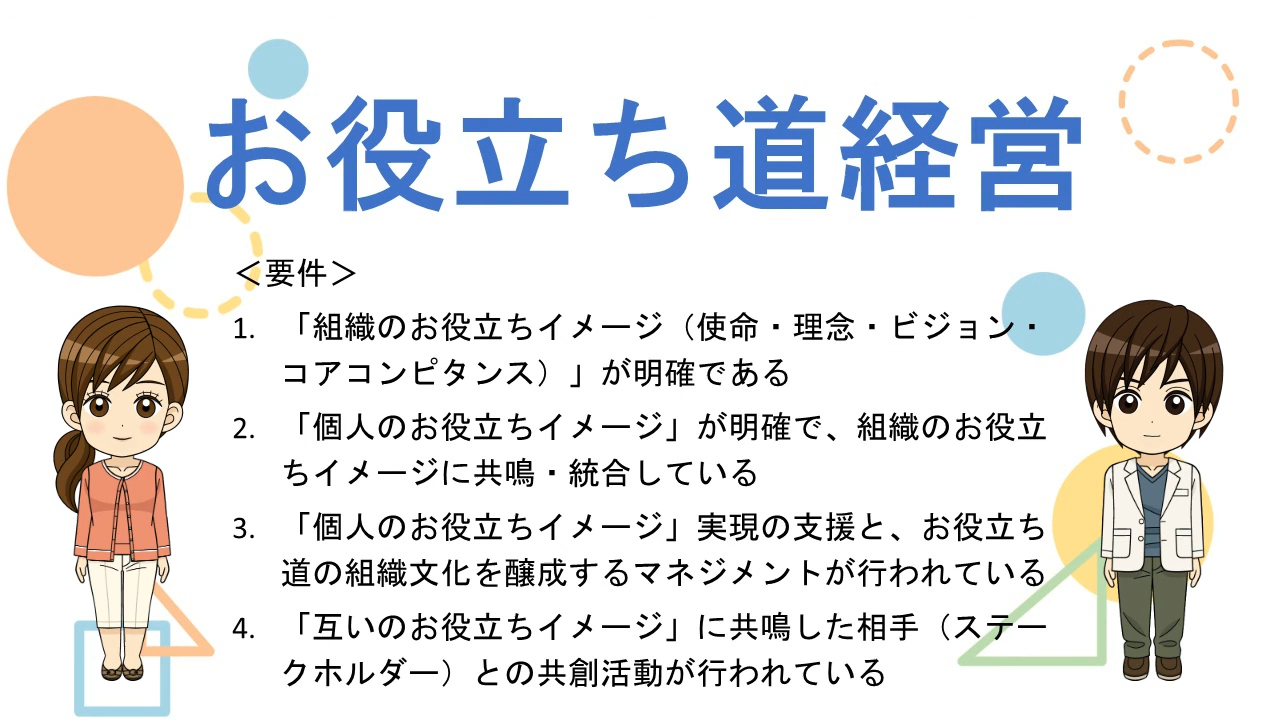 お役立ち道経営
＜要件＞
1. 「組織のお役立ちイメージ（使命・理念・ビジョン・
コアコンピタンス）」が明確である
2. 「個人のお役立ちイメージ」が明確で、組織のお役立
ちイメージに共鳴・統合している
3. 「個人のお役立ちイメージ」実現の支援と、お役立ち
道の組織文化を醸成するマネジメントが行われている
4. 「互いのお役立ちイメージ」に共鳴した相手（ステー
クホルダー）との共創活動が行われている